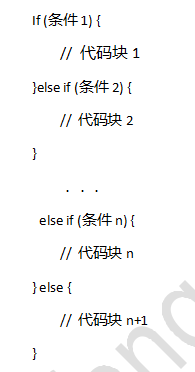 If (条件 1) {
// 代码块 1
}else if (条件 2) {
// 代码块 2
}
. . .
else if (条件 n) {
// 代码块 n
} else {
// 代码块 n+1
}